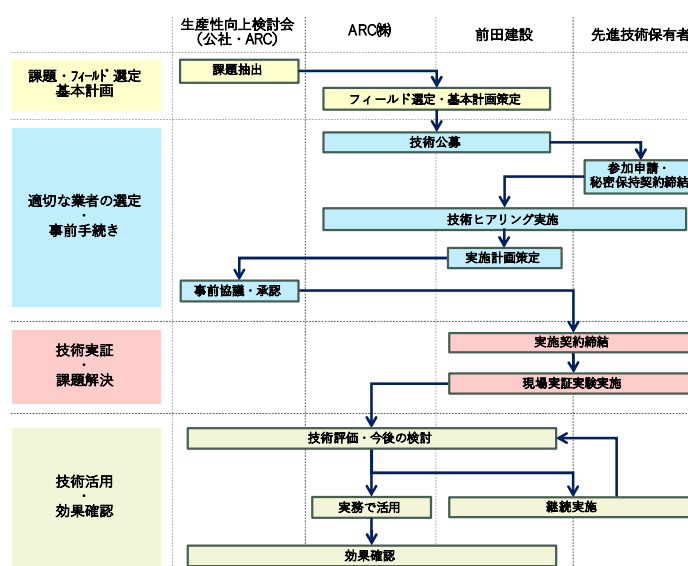 生産性向上検討会
（公社・ARC）
ARC㈱
前田建設
先進技術保有者
課題・フィールド選定
基本計画
課題抽出
フィールド選定・基本計画策定
適切な業者の選定
・
事前手続き
技術公募
参加申請・
秘密保持契約締結
技術ヒアリング実施
実施計画策定
事前協議・承認
技術実証
・
課題解決
実施契約締結
現場実証実験実施
技術活用
・
効果確認
技術評価・今後の検討
実務で活用
継続実施
効果確認